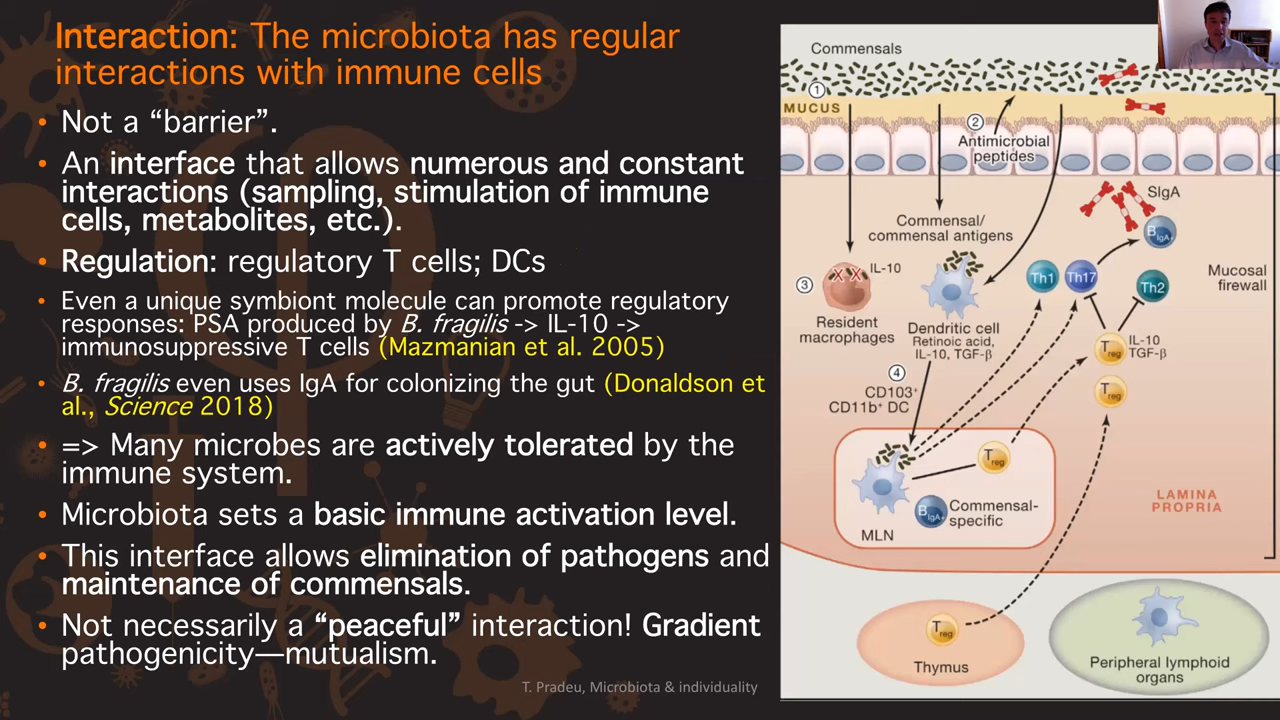 Interaction: The microbiota has regular
interactions with immune cells
• Not a “barrier”.
• An interface that allows numerous and constant
interactions (sampling, stimulation of immune
cells, metabolites, etc.).
• Regulation: regulatory T cells; DCs
• Even a unique symbiont molecule can promote regulatory
responses: PSA produced by B. fragilis -> IL-10 ->
immunosuppressive T cells (Mazmanian et al. 2005)
• B. fragilis even uses IgA for colonizing the gut (Donaldson et
al., Science 2018)
• => Many microbes are actively tolerated by the
immune system.
• Microbiota sets a basic immune activation level.
• This interface allows elimination of pathogens and
maintenance of commensals.
• Not necessarily a “peaceful” interaction! Gradient
pathogenicity—mutualism.
T. Pradeu, Microbiota & individuality
Commensals
1
MUCUS
2
Antimicrobial
peptides
SIgA
Commensal/
commensal antigens
B IgA+
3
X X
IL-10
Th1
Th17
Th2
Mucosal
firewall
Resident
macrophages
Dendritic cell
Retinoic acid,
IL-10, TGF-β
Treg
IL-10
TGF-β
4
CD103+
CD11b+ DC
Treg
Treg
B IgA+
Commensal-
specific
MLN
LAMINA
PROPRIA
Treg
Thymus
Peripheral lymphoid
organs